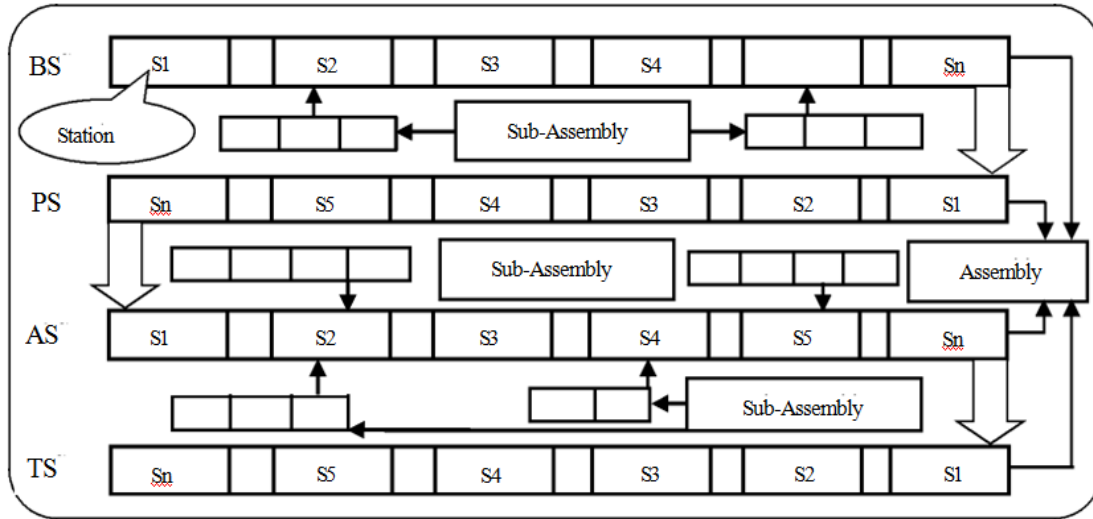 BS S1 S2 S3 S4 Sn
Station Sub-Assembly
PS Sn S5 S4 S3 S2 S1
Sub-Assembly Assembly
AS S1 S2 S3 S4 S5 Sn
Sub-Assembly
TS Sn S5 S4 S3 S2 S1